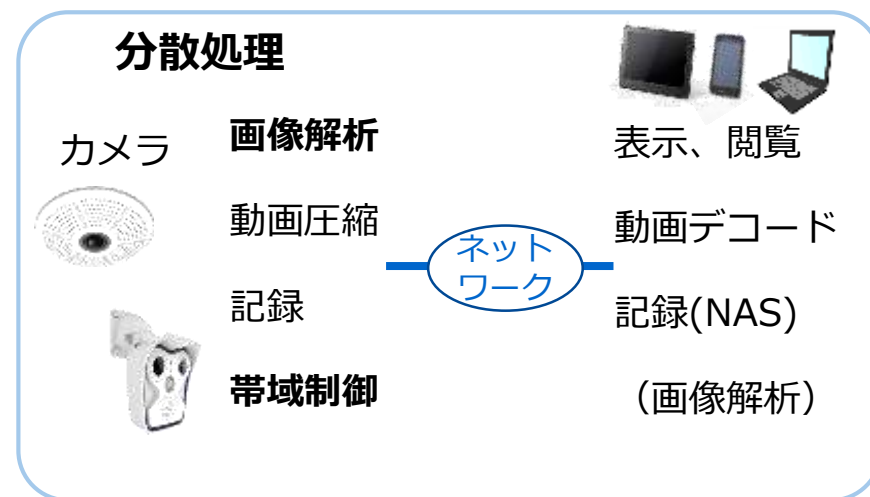 分散処理
カメラ
画像解析
動画圧縮
記録
帯域制御
ネット
ワーク
表示、閲覧
動画デコード
記録(NAS)
（画像解析）